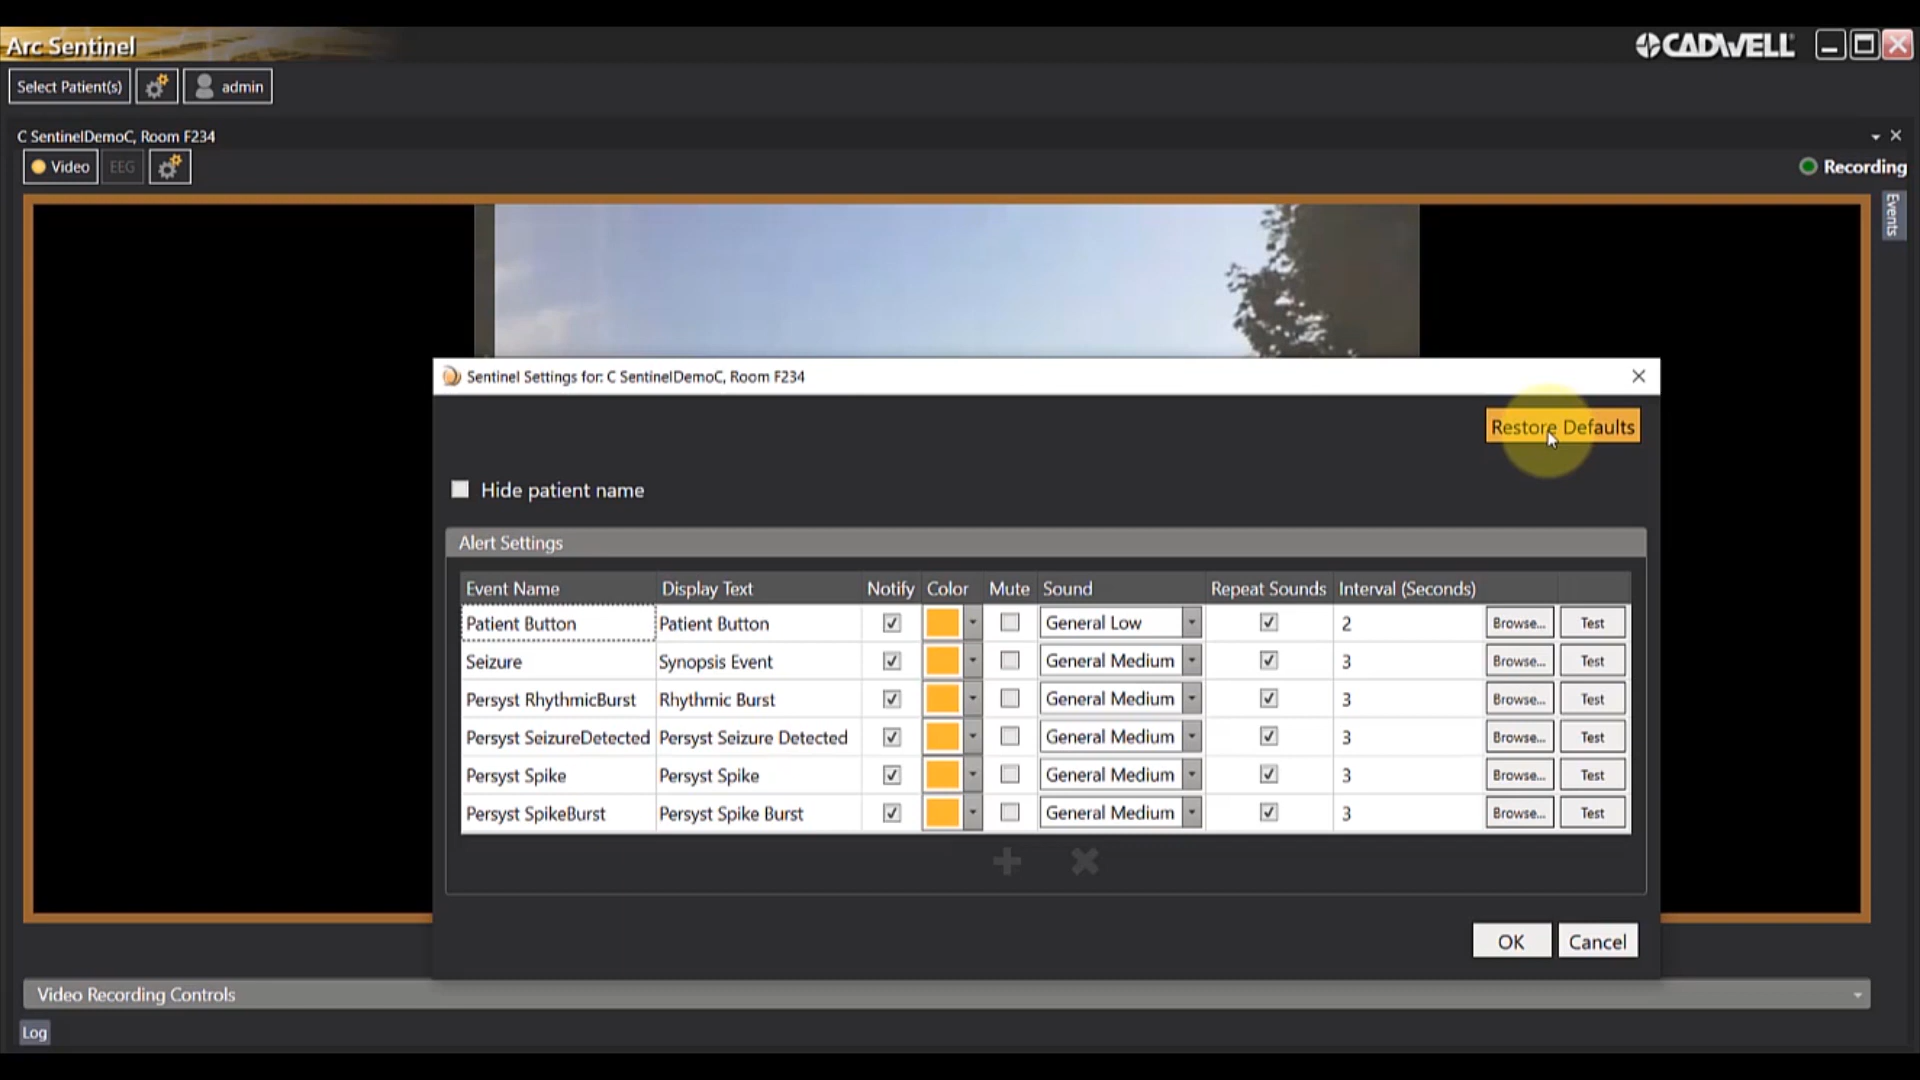 Arc Sentinel
CADWELL
Select Patient(s)
admin
C SentinelDemoC, Room F234
Video
EEG
Recording
Events
Sentinel Settings for: C SentinelDemoC, Room F234
Restore Defaults
Hide patient name
Alert Settings
Event Name Display Text Notify Color Mute Sound Repeat Sounds Interval (Seconds)
Patient Button Patient Button General Low 2 Browse... Test
Seizure Synopsis Event General Medium 3 Browse... Test
Persyst RhythmicBurst Rhythmic Burst General Medium 3 Browse... Test
Persyst SeizureDetected Persyst Seizure Detected General Medium 3 Browse... Test
Persyst Spike Persyst Spike General Medium 3 Browse... Test
Persyst SpikeBurst Persyst Spike Burst General Medium 3 Browse... Test
OK Cancel
Video Recording Controls
Log